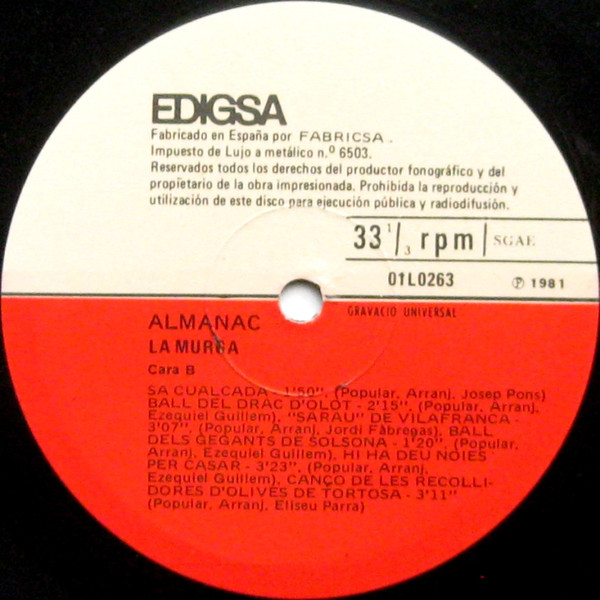 EDIGSA
Fabricado en España por FABRICSA.
Impuesto de Lujo a metálico n.º 6503.
Reservados todos los derechos del productor fonográfico y del
propietario de la obra impresionada. Prohibida la reproducción y
utilización de este disco para ejecución pública y radiodifusión.
33 1/3 rpm | SGAE
01L0263 ℗ 1981
GRAVACIO UNIVERSAL
ALMANAC
LA MURGA
Cara B
SA CUALCADA - 1'50", (Popular, Arranj, Josep Pons)
BALL DEL DRAC D'OLOT - 2'15", (Popular, Arranj,
Ezequiel Guillem), "SARAU" DE VILAFRANCA -
3'07", (Popular, Arranj, Jordi Fàbregas), BALL
DELS GEGANTS DE SOLSONA - 1'20", (Popular,
Arranj, Ezequiel Guillem), HI HA DEU NOIES
PER CASAR - 3'23", (Popular, Arranj,
Ezequiel Guillem), CANÇO DE LES RECOLLI-
DORES D'OLIVES DE TORTOSA - 3'11"
(Popular, Arranj, Eliseu Parra)